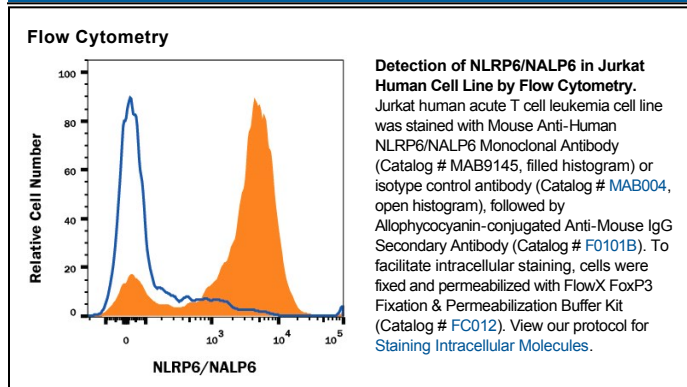 Flow Cytometry
100
80
60
40
20
0
Relative Cell Number
0
10³
10⁴
10⁵
NLRP6/NALP6
Detection of NLRP6/NALP6 in Jurkat
Human Cell Line by Flow Cytometry.
Jurkat human acute T cell leukemia cell line
was stained with Mouse Anti-Human
NLRP6/NALP6 Monoclonal Antibody
(Catalog # MAB9145, filled histogram) or
isotype control antibody (Catalog # MAB004,
open histogram), followed by
Allophycocyanin-conjugated Anti-Mouse IgG
Secondary Antibody (Catalog # F0101B). To
facilitate intracellular staining, cells were
fixed and permeabilized with FlowX FoxP3
Fixation & Permeabilization Buffer Kit
(Catalog # FC012). View our protocol for
Staining Intracellular Molecules.